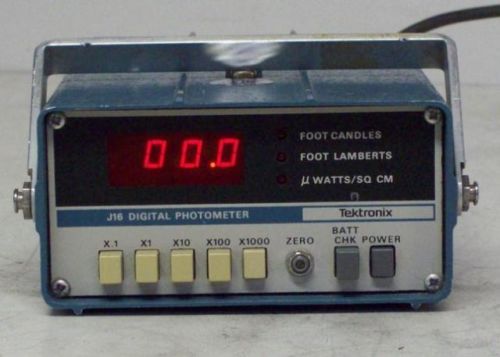 00.0
FOOT CANDLES
FOOT LAMBERTS
µ WATTS/SQ CM
J16 DIGITAL PHOTOMETER
Tektronix
X.1 X1 X10 X100 X1000 ZERO BATT CHK POWER